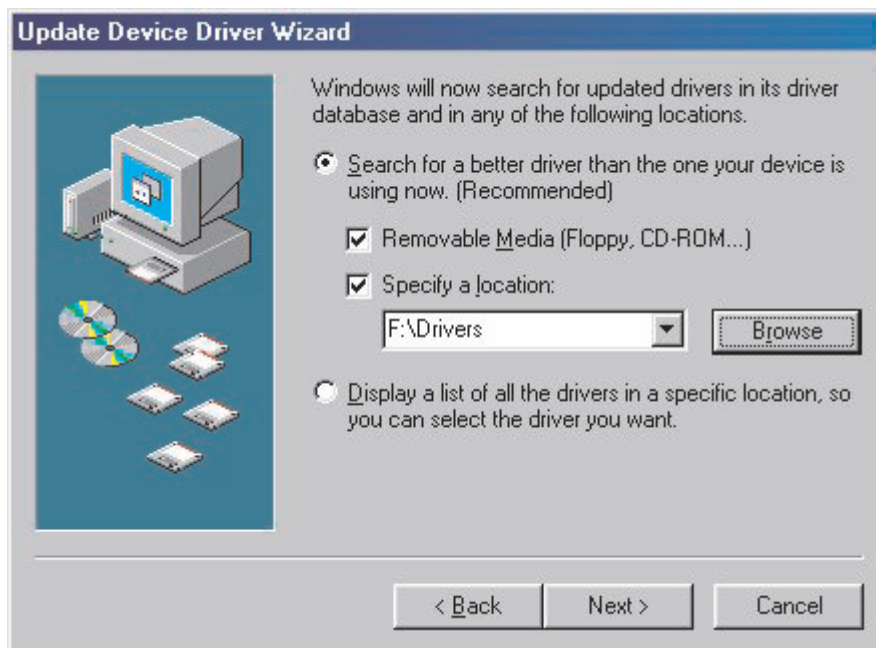 Update Device Driver Wizard
Windows will now search for updated drivers in its driver
database and in any of the following locations.
Search for a better driver than the one your device is
using now. (Recommended)
Removable Media (Floppy, CD-ROM...)
Specify a location:
F:\Drivers
Browse
Display a list of all the drivers in a specific location, so
you can select the driver you want.
< Back
Next >
Cancel